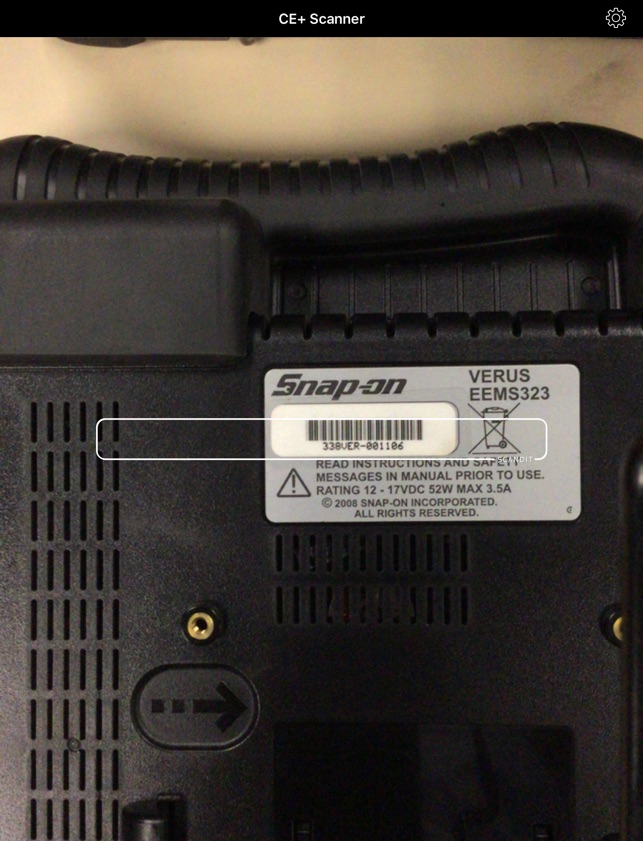 CE+ Scanner
Snap-on
VERUS
EEMS323
338VER-001106
SCANDIT
READ INSTRUCTIONS AND SAFETY
MESSAGES IN MANUAL PRIOR TO USE.
RATING 12 - 17VDC 52W MAX 3.5A
© 2008 SNAP-ON INCORPORATED.
ALL RIGHTS RESERVED.